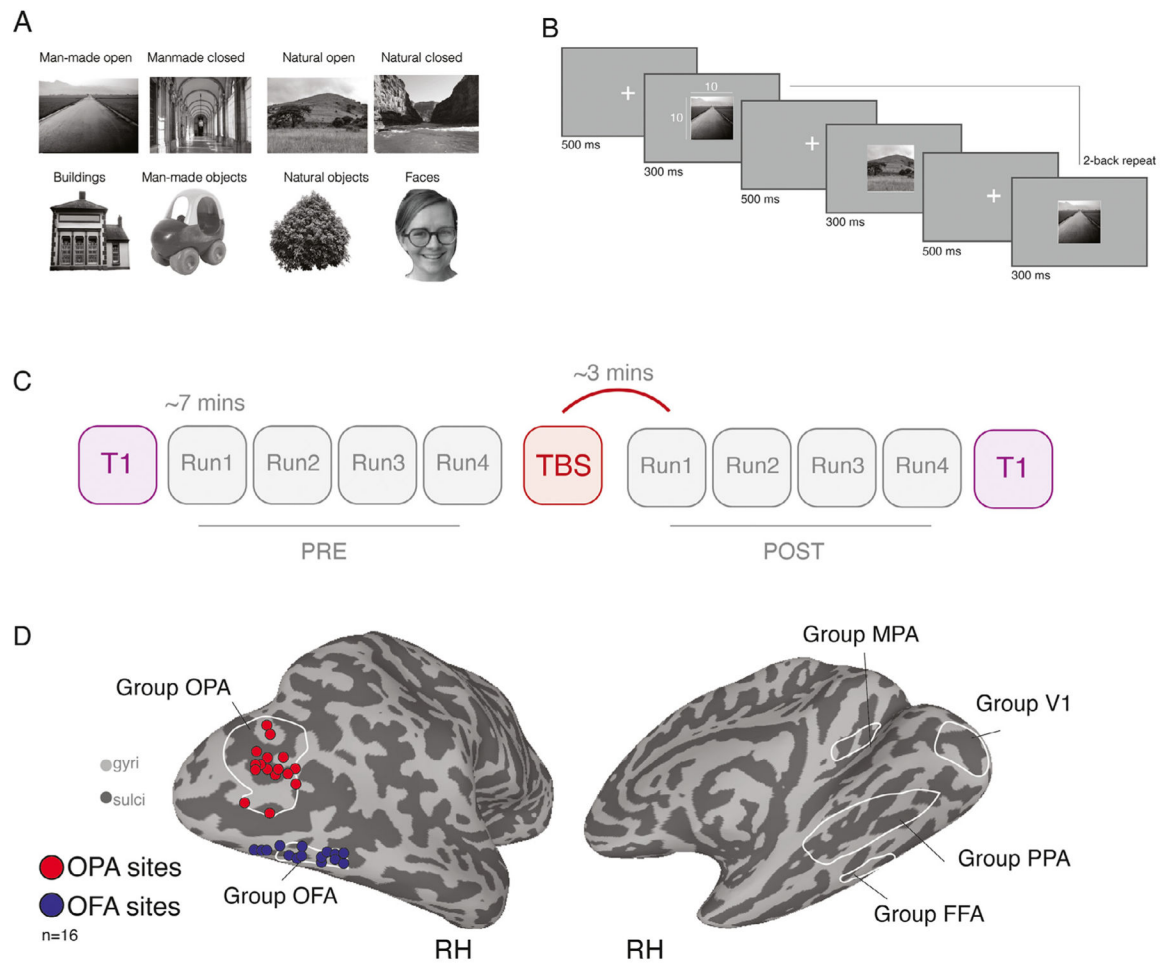 A
Man-made open
Manmade closed
Natural open
Natural closed
Buildings
Man-made objects
Natural objects
Faces
B
500 ms
10
10
300 ms
500 ms
300 ms
500 ms
300 ms
2-back repeat
C
~7 mins
~3 mins
T1
Run1
Run2
Run3
Run4
TBS
Run1
Run2
Run3
Run4
T1
PRE
POST
D
Group OPA
gyri
sulci
OPA sites
OFA sites
n=16
Group OFA
RH
Group MPA
Group V1
Group PPA
Group FFA
RH